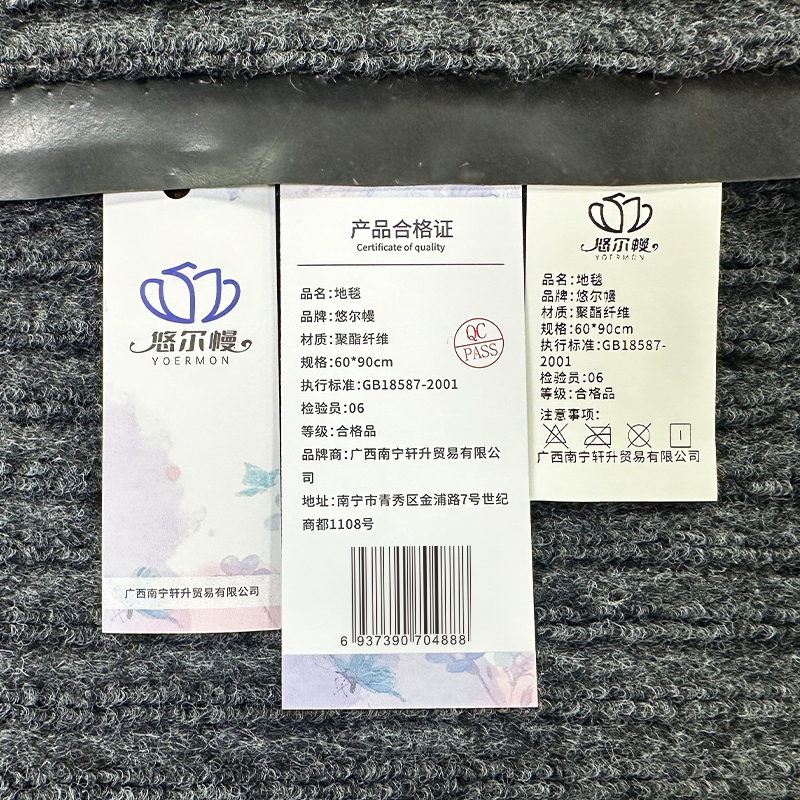 悠尔幔
YOERMON
广西南宁轩升贸易有限公司
产品合格证
Certificate of quality
品名:地毯
品牌:悠尔幔
材质:聚酯纤维
规格:60*90cm
执行标准:GB18587-2001
检验员:06
等级:合格品
品牌商:广西南宁轩升贸易有限公
司
地址:南宁市青秀区金浦路7号世纪
商都1108号
QC
PASS
6 937390 704888
悠尔幔
YOERMON
品名:地毯
品牌:悠尔幔
材质:聚酯纤维
规格:60*90cm
执行标准:GB18587-
2001
检验员:06
等级:合格品
注意事项:
广西南宁轩升贸易有限公司